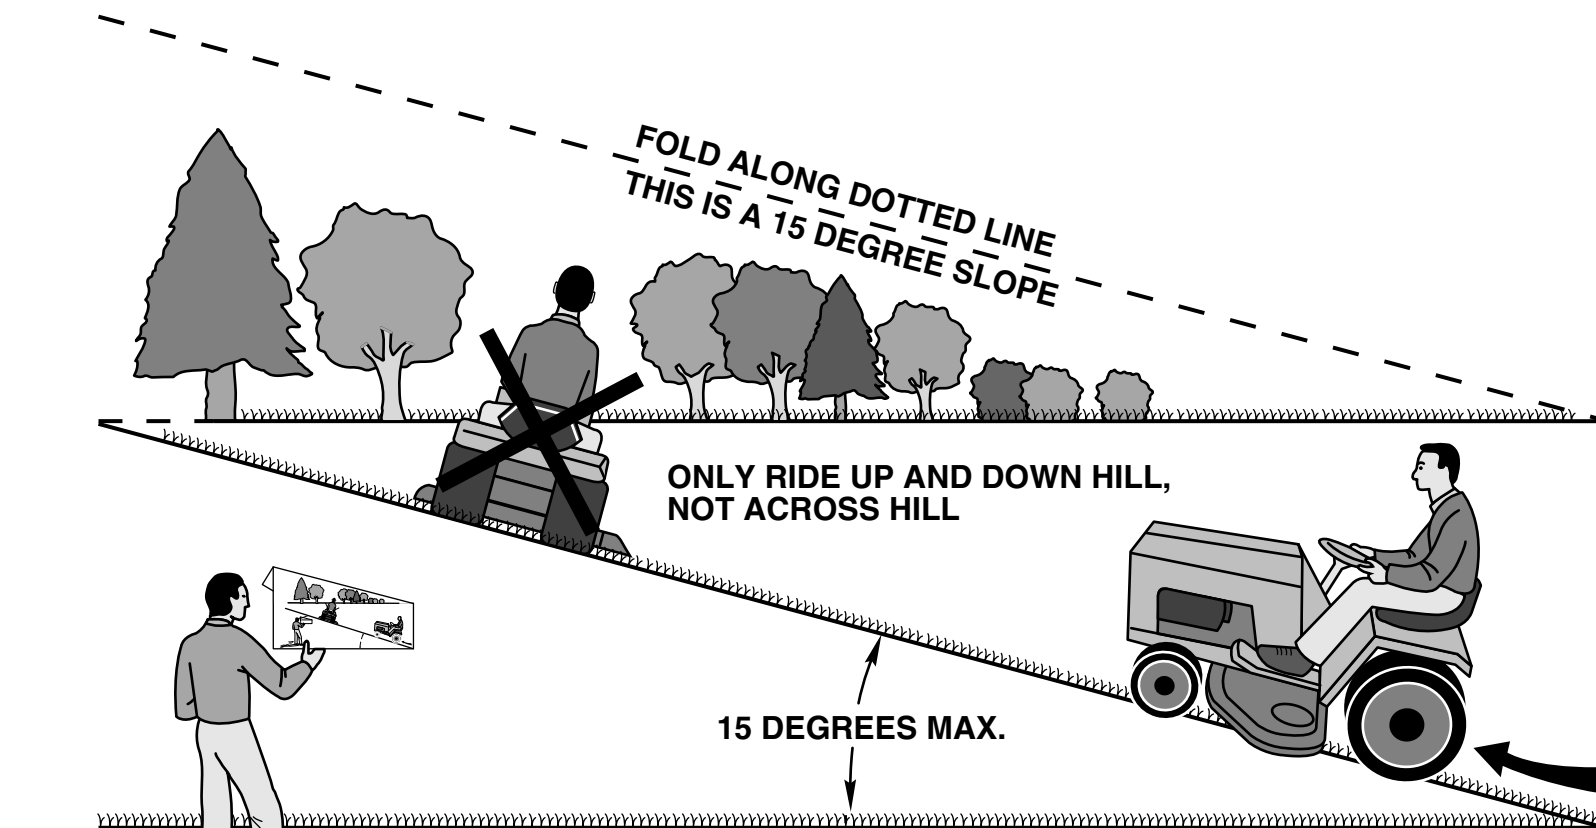 FOLD ALONG DOTTED LINE
THIS IS A 15 DEGREE SLOPE
ONLY RIDE UP AND DOWN HILL,
NOT ACROSS HILL
15 DEGREES MAX.